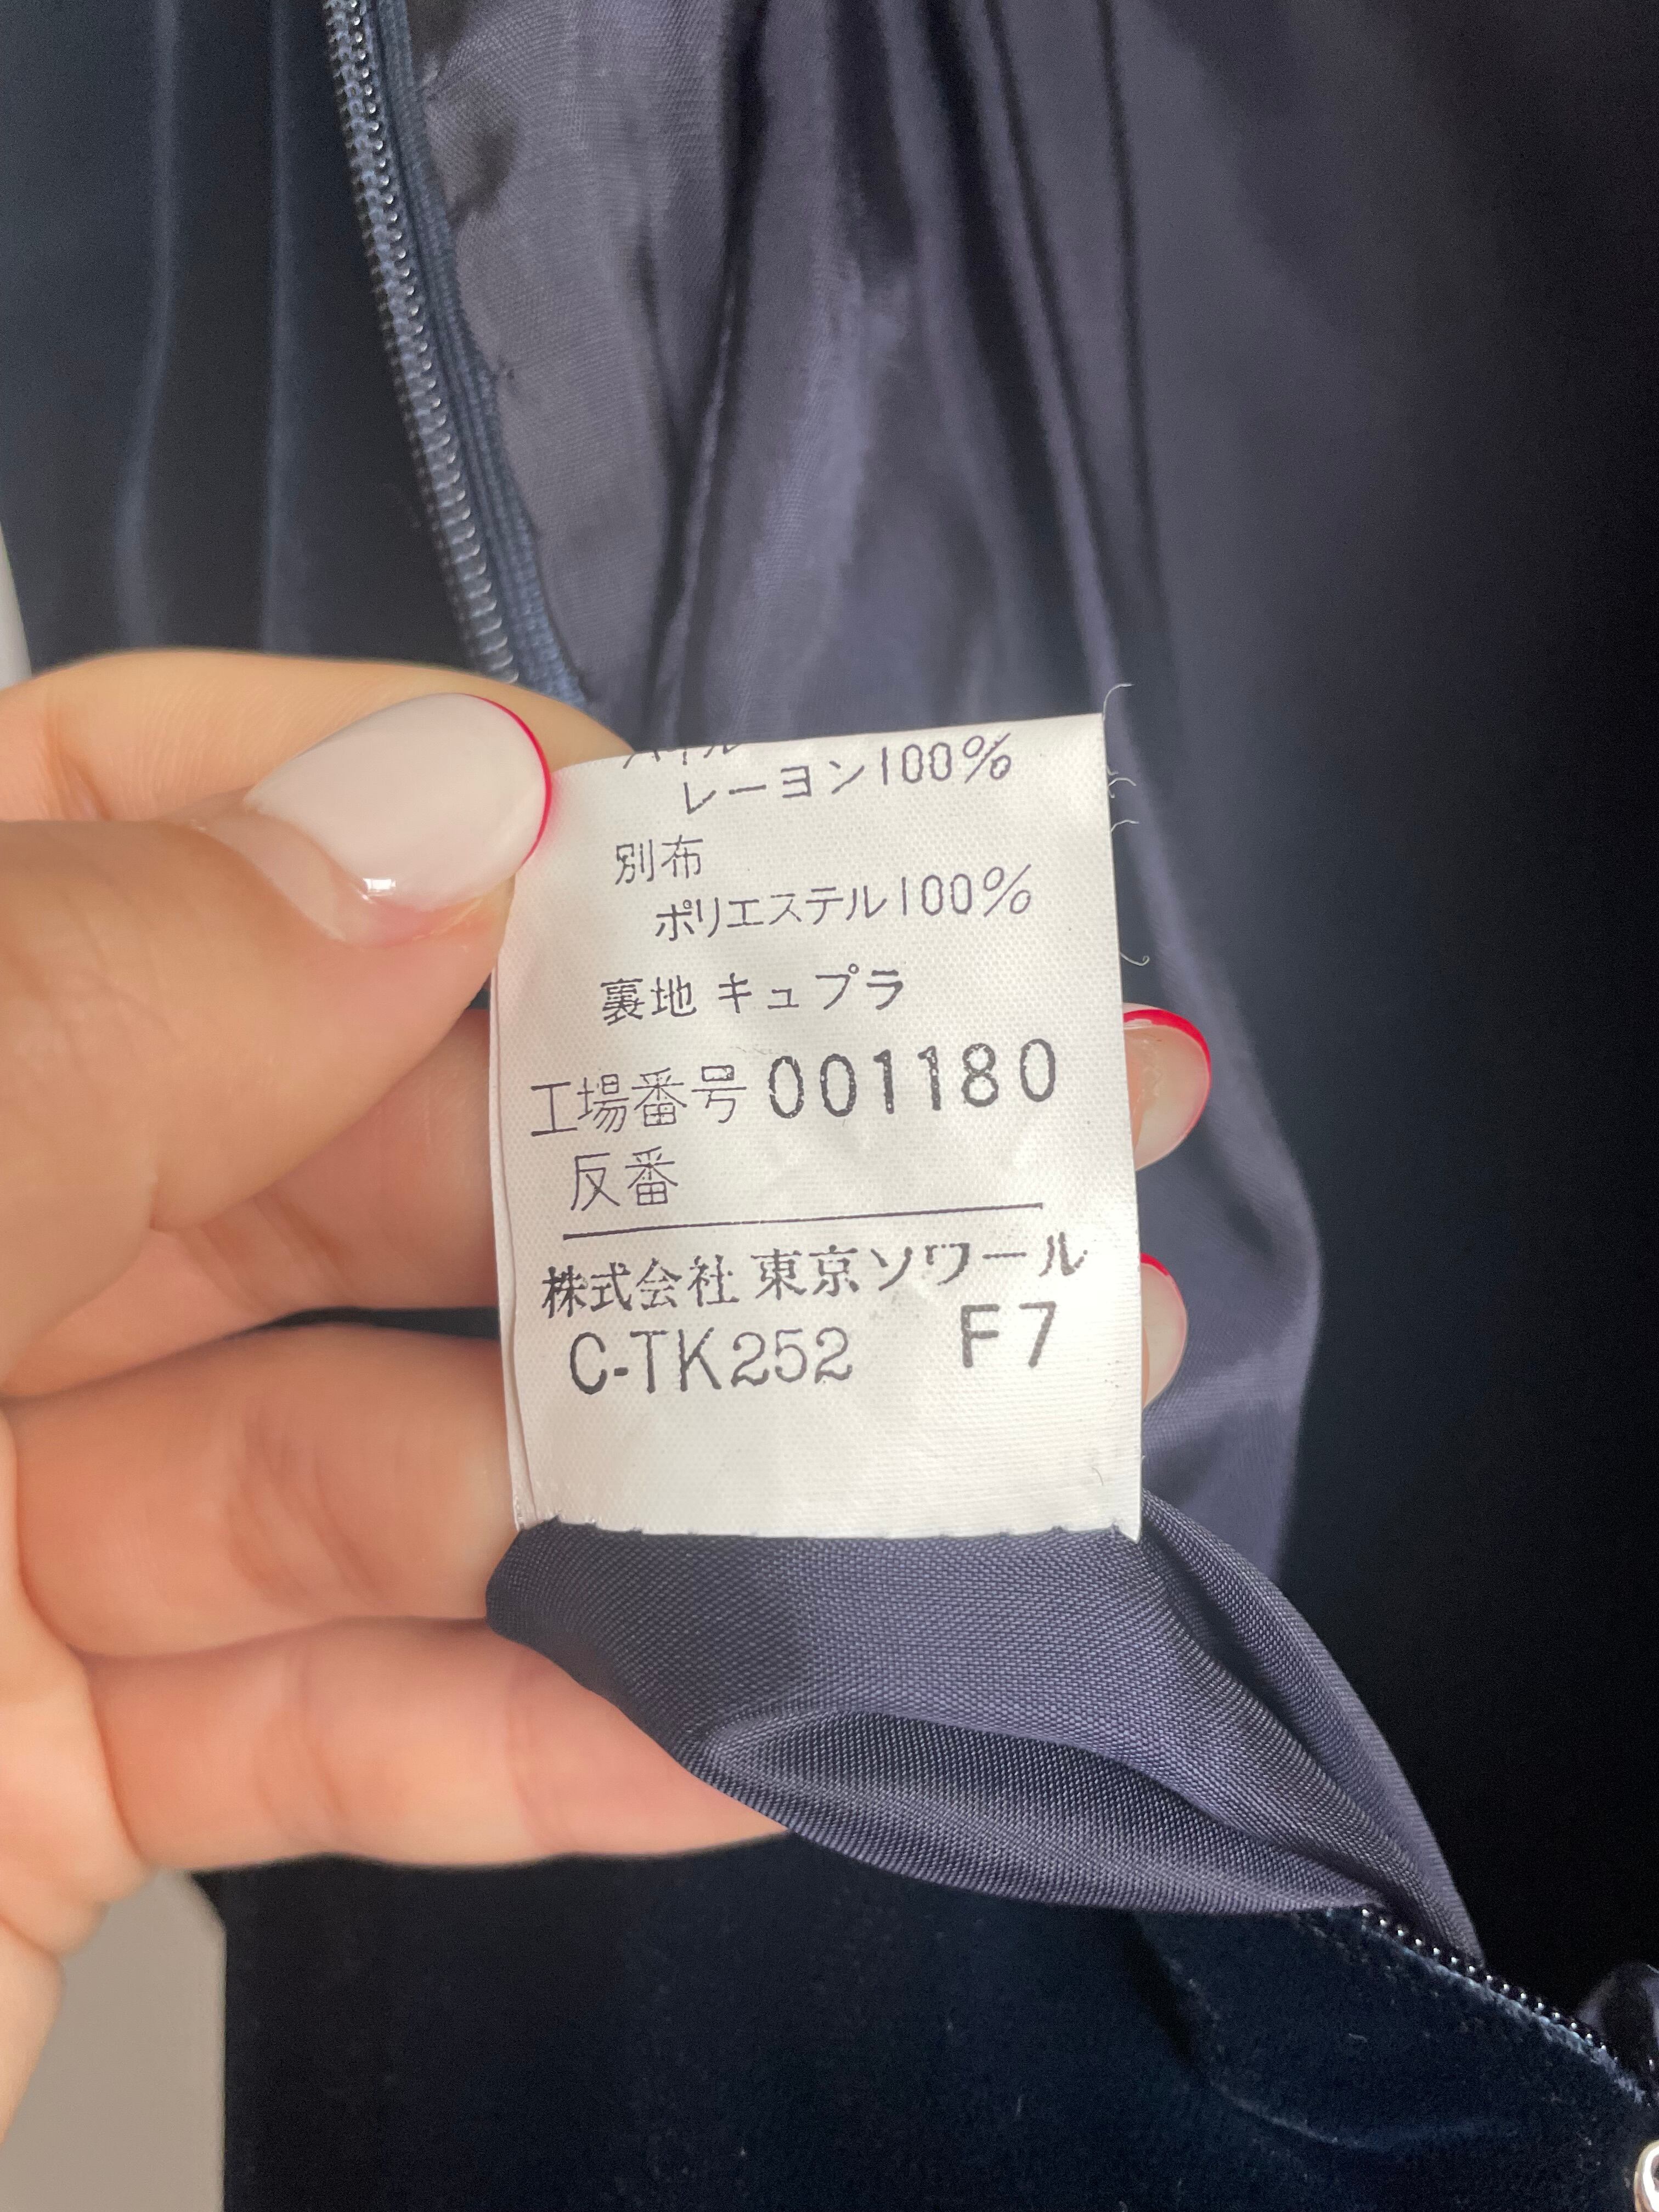 レーヨン100%
別布
ポリエステル100%
裏地 キュプラ
工場番号 001180
反番
株式会社 東京ソワール
C-TK252 F7